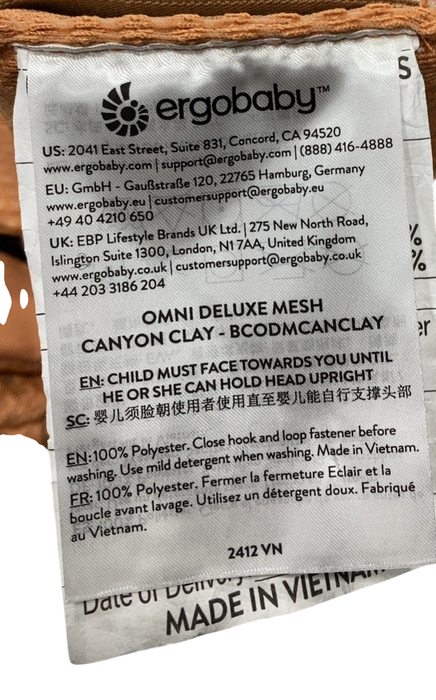 ergobaby™
US: 2041 East Street, Suite 831, Concord, CA 94520
www.ergobaby.com | support@ergobaby.com | (888) 416-4888
EU: GmbH - Gaußstraße 120, 22765 Hamburg, Germany
www.ergobaby.eu | customersupport@ergobaby.eu
+49 40 4210 650
UK: EBP Lifestyle Brands UK Ltd. | 275 New North Road,
Islington Suite 1300, London, N1 7AA, United Kingdom
www.ergobaby.co.uk | customersupport@ergobaby.co.uk
+44 203 3186 204
OMNI DELUXE MESH
CANYON CLAY - BCODMCANCLAY
EN: CHILD MUST FACE TOWARDS YOU UNTIL
HE OR SHE CAN HOLD HEAD UPRIGHT
SC: 婴儿须脸朝使用者使用直至婴儿能自行支撑头部
EN: 100% Polyester. Close hook and loop fastener before
washing. Use mild detergent when washing. Made in Vietnam.
FR: 100% Polyester. Fermer la fermeture Eclair et la
boucle avant lavage. Utilisez un détergent doux. Fabriqué
au Vietnam.
2412 VN
Date of Delivery
MADE IN VIETNAM